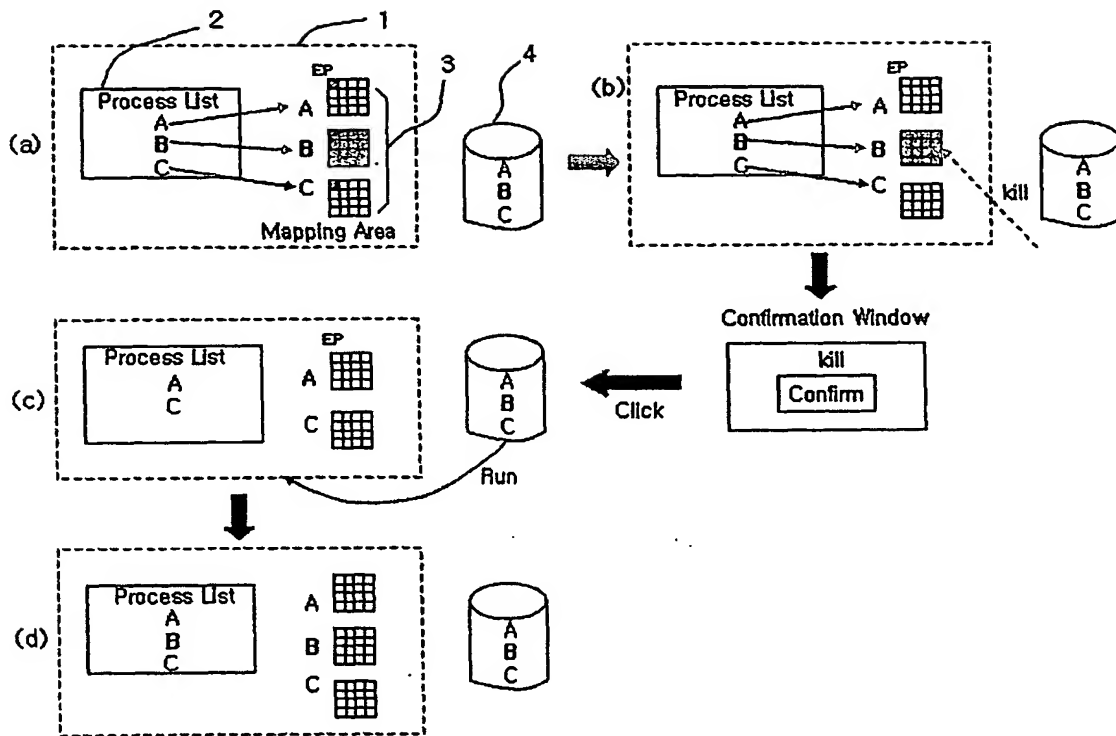 2
1
3
4
(a)
Process List
A
B
C
EP
A
B
C
Mapping Area
A
B
C
(b)
Process List
A
B
C
EP
A
B
C
kill
A
B
C
Confirmation Window
kill
Confirm
Click
(c)
Process List
A
C
EP
A
C
A
B
C
Run
(d)
Process List
A
B
C
A
B
C
A
B
C